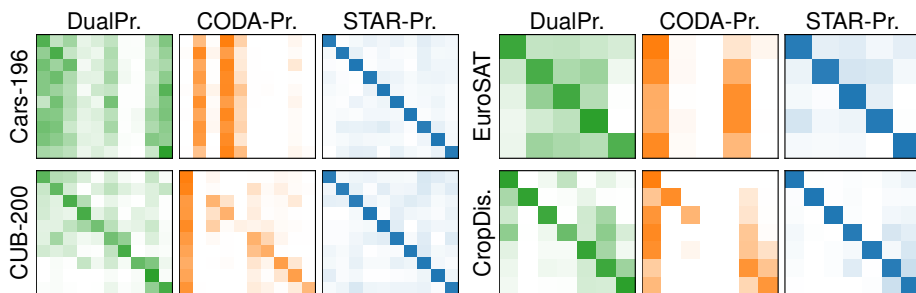 DualPr. CODA-Pr. STAR-Pr. DualPr. CODA-Pr. STAR-Pr.
Cars-196
EuroSAT
CUB-200
CropDis.